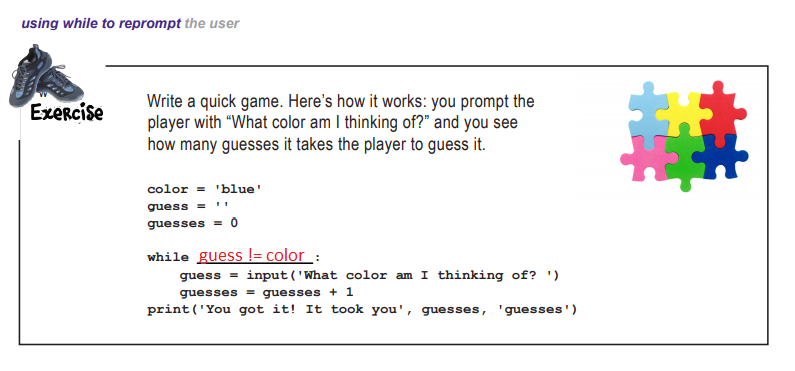 using while to reprompt the user
Exercise
Write a quick game. Here's how it works: you prompt the
player with “What color am I thinking of?” and you see
how many guesses it takes the player to guess it.
color = 'blue'
guess = ''
guesses = 0
while guess != color :
    guess = input('What color am I thinking of? ')
    guesses = guesses + 1
print('You got it! It took you', guesses, 'guesses')